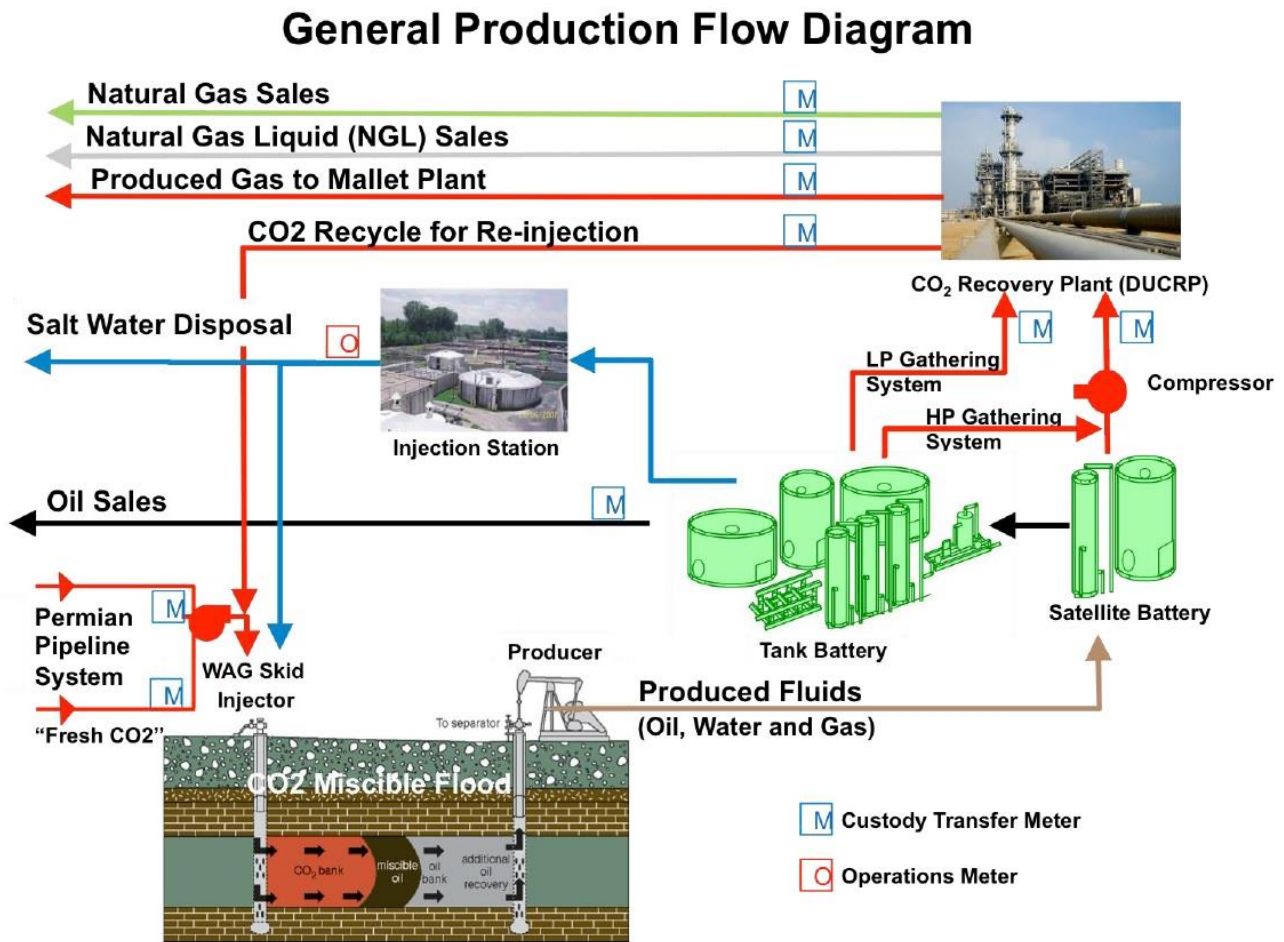 General Production Flow Diagram
Natural Gas Sales
M
Natural Gas Liquid (NGL) Sales
M
Produced Gas to Mallet Plant
M
CO2 Recycle for Re-injection
M
CO₂ Recovery Plant (DUCRP)
Salt Water Disposal
O
M
M
LP Gathering
System
Compressor
HP Gathering
System
Injection Station
Oil Sales
M
Permian
Pipeline
System
M
M
"Fresh CO2"
WAG Skid
Injector
Tank Battery
Satellite Battery
Producer
To separator
Produced Fluids
(Oil, Water and Gas)
CO2 Miscible Flood
CO₂ bank
miscible
oil
oil
bank
additional
oil
recovery
M Custody Transfer Meter
O Operations Meter